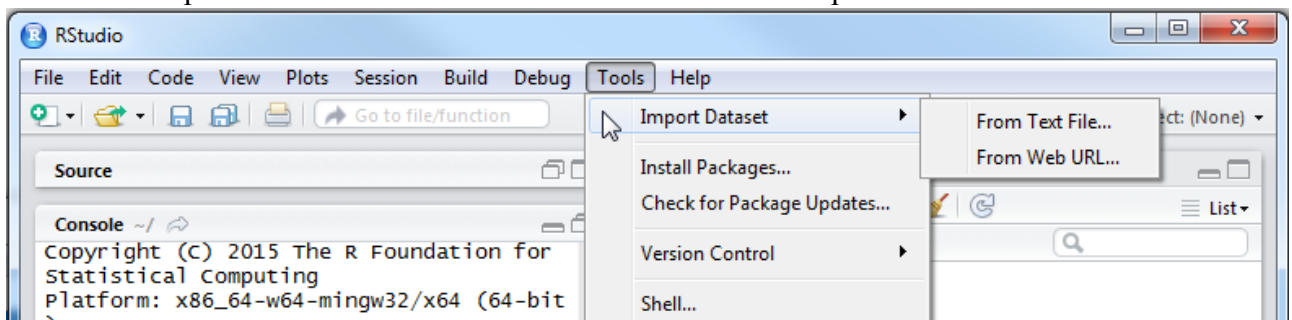 RStudio
File Edit Code View Plots Session Build Debug Tools Help
Go to file/function
Import Dataset
From Text File...
ect: (None)
From Web URL...
Source
Install Packages...
Check for Package Updates...
List
Console ~/
Copyright (C) 2015 The R Foundation for
Statistical Computing
Version Control
Platform: x86_64-w64-mingw32/x64 (64-bit
Shell...